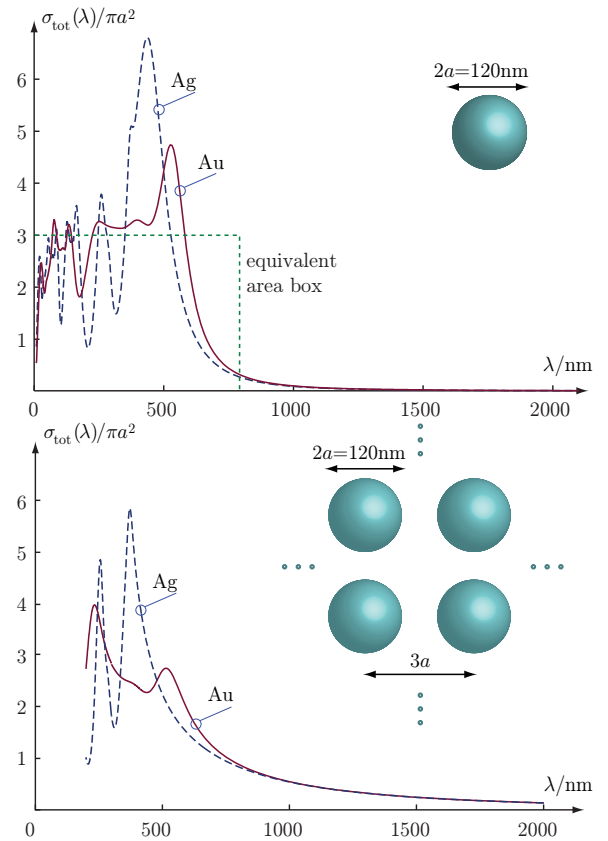 σtot(λ)/πa²
6
5
4
3
2
1
0
500
1000
1500
2000
λ/nm
Ag
Au
equivalent
area box
2a=120nm
σtot(λ)/πa²
6
5
4
3
2
1
0
500
1000
1500
2000
λ/nm
Ag
Au
2a=120nm
3a